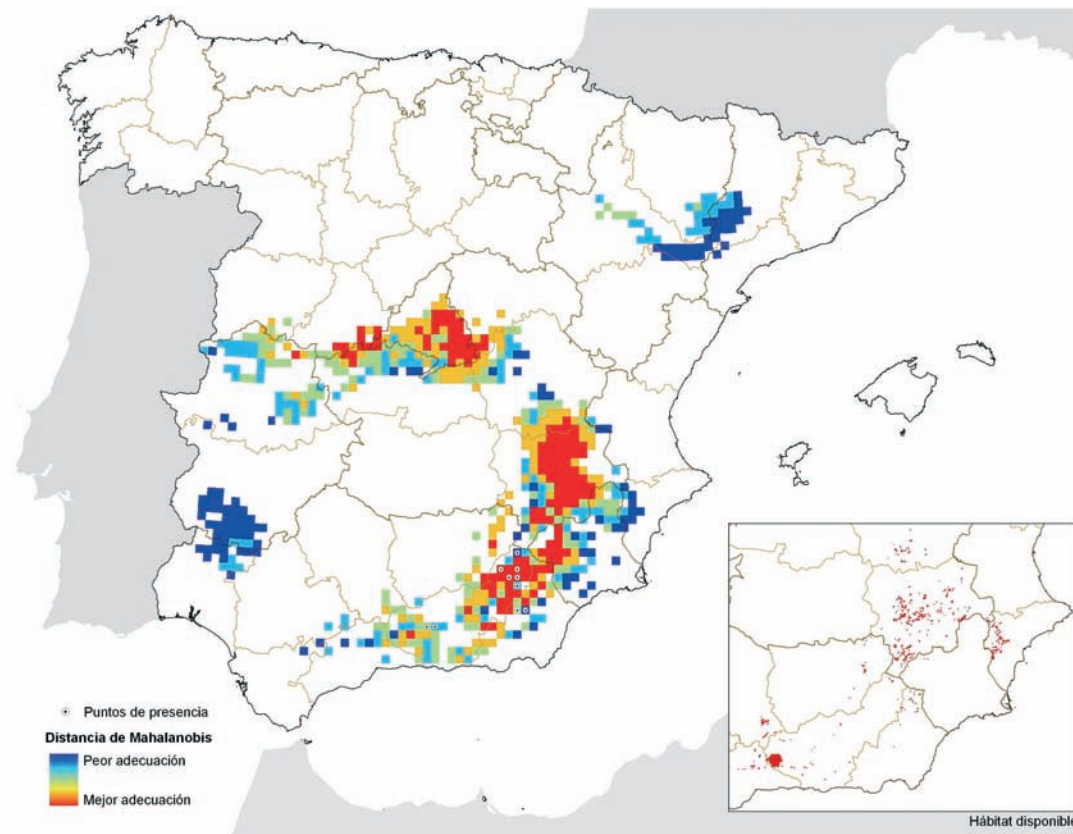 Puntos de presencia
Distancia de Mahalanobis
Peor adecuación
Mejor adecuación
Hábitat disponible